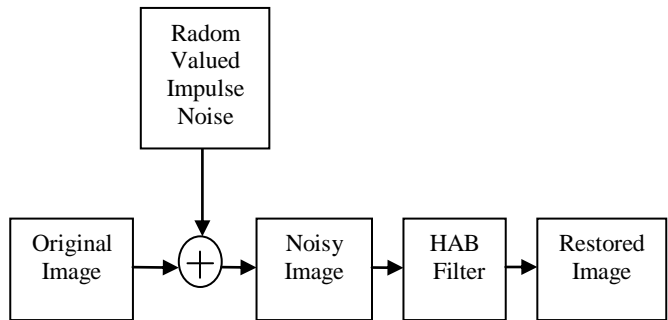 Radom
Valued
Impulse
Noise
Original
Image
Noisy
Image
HAB
Filter
Restored
Image